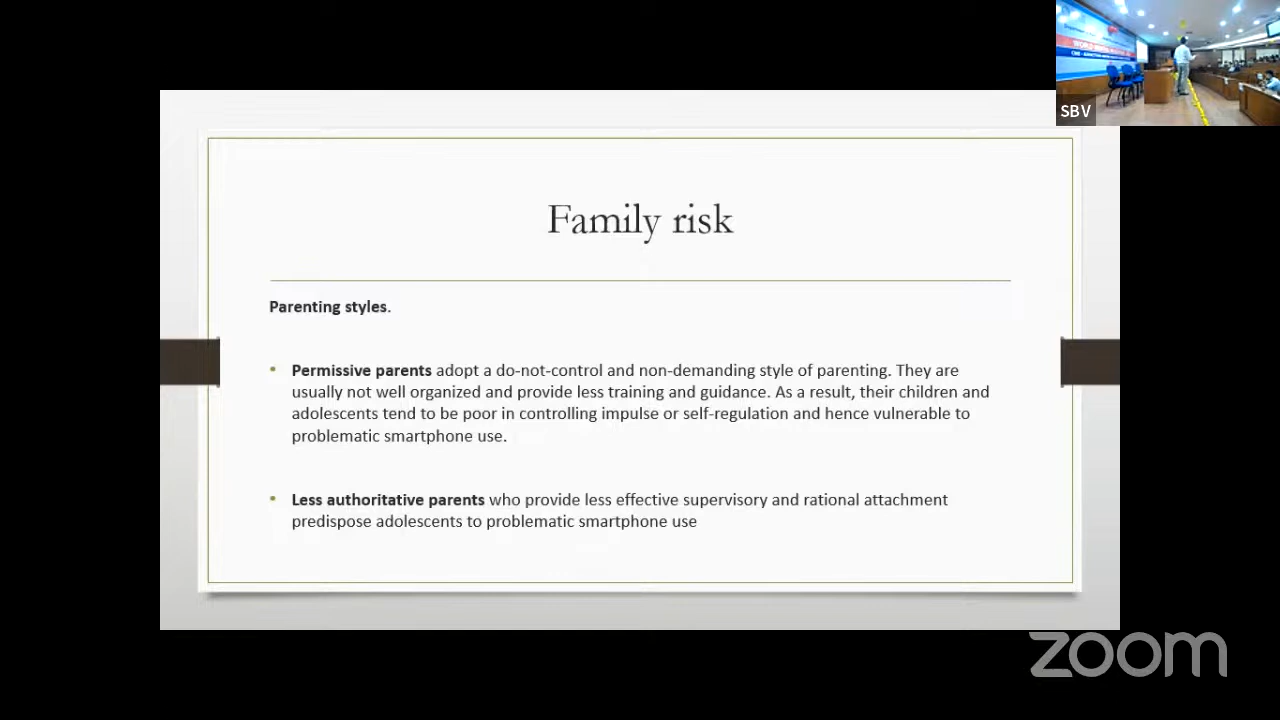 SBV
Family risk
Parenting styles.
• Permissive parents adopt a do-not-control and non-demanding style of parenting. They are
usually not well organized and provide less training and guidance. As a result, their children and
adolescents tend to be poor in controlling impulse or self-regulation and hence vulnerable to
problematic smartphone use.
• Less authoritative parents who provide less effective supervisory and rational attachment
predispose adolescents to problematic smartphone use
zoom